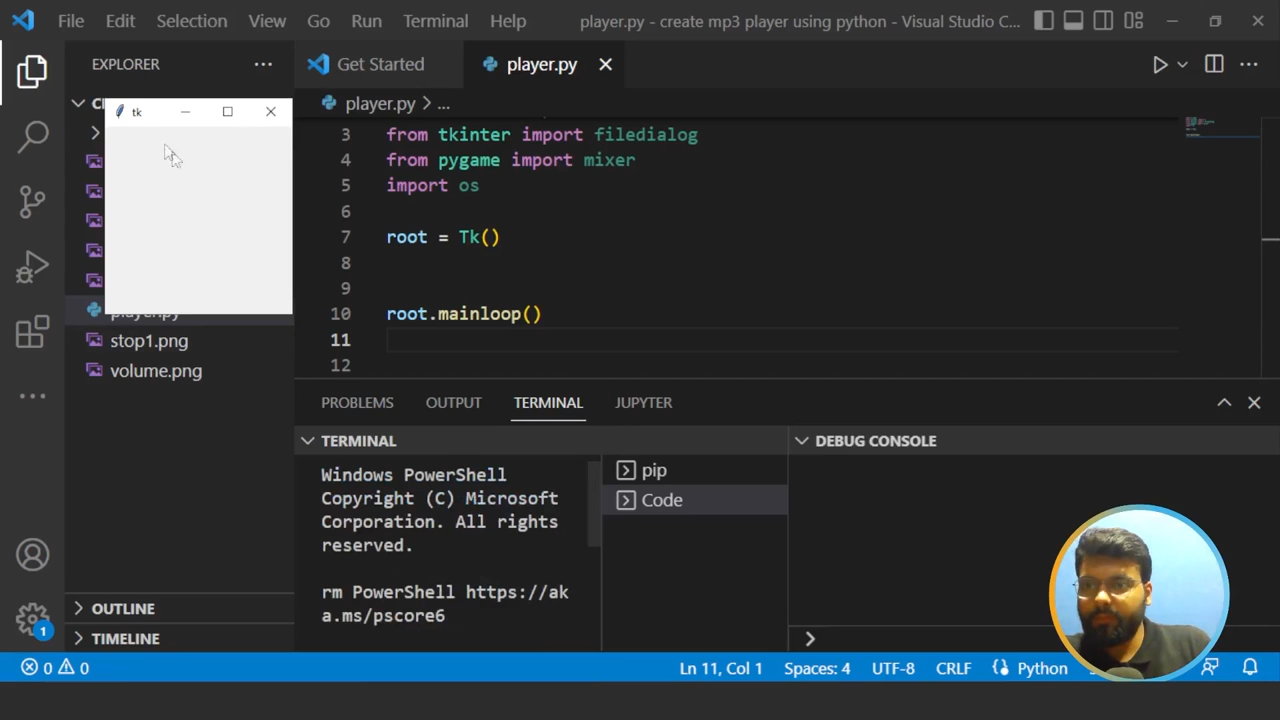 File Edit Selection View Go Run Terminal Help player.py - create mp3 player using python - Visual Studio C...
EXPLORER
Get Started
player.py
tk
player.py > ...
3 from tkinter import filedialog
4 from pygame import mixer
5 import os
6
7 root = Tk()
8
9
10 root.mainloop()
11
12
player.py
stop1.png
volume.png
OUTLINE
TIMELINE
PROBLEMS OUTPUT TERMINAL JUPYTER
TERMINAL
Windows PowerShell
Copyright (C) Microsoft
Corporation. All rights
reserved.
rm PowerShell https://ak
a.ms/pscore6
pip
Code
DEBUG CONSOLE
1
0 0 Ln 11, Col 1 Spaces: 4 UTF-8 CRLF Python